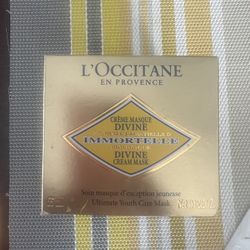 L'OCCITANE
EN PROVENCE
CRÈME MASQUE
DIVINE
IMMORTELLE
DIVINE
CREAM MASK
Soin masque d'exception jeunesse
Ultimate Youth Care Mask